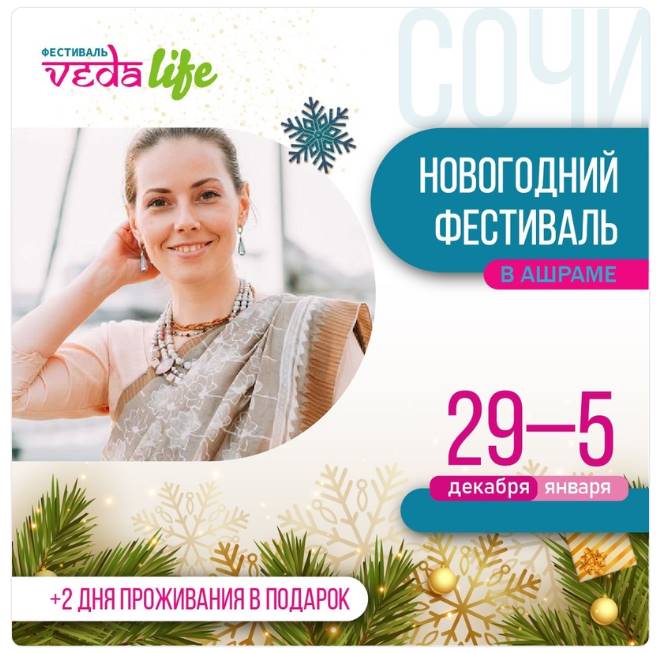 СОЧИ
ФЕСТИВАЛЬ
veda life
НОВОГОДНИЙ
ФЕСТИВАЛЬ
В АШРАМЕ
29–5
декабря января
+2 ДНЯ ПРОЖИВАНИЯ В ПОДАРОК